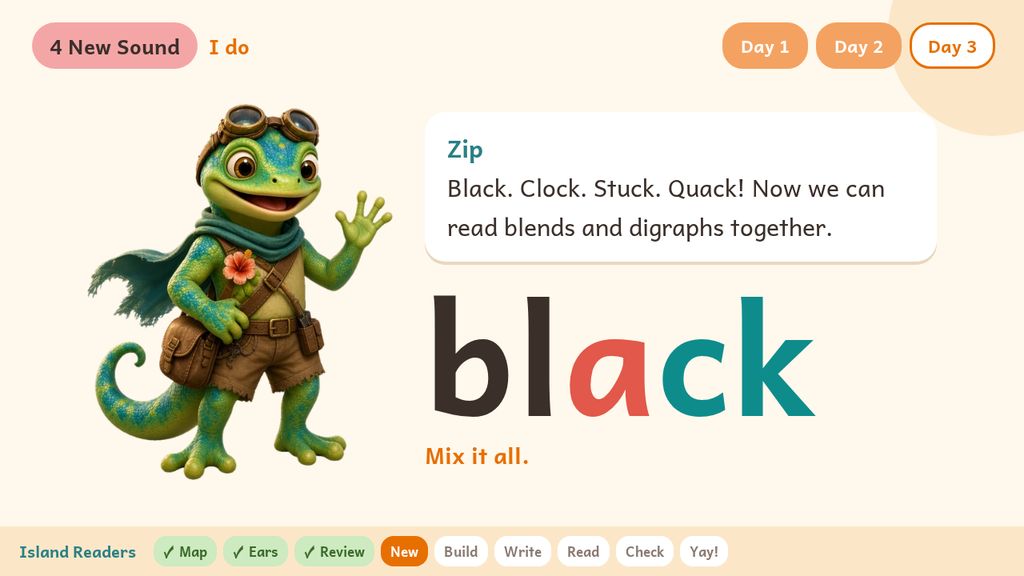 4 New Sound
I do
Day 1
Day 2
Day 3
Zip
Black. Clock. Stuck. Quack! Now we can
read blends and digraphs together.
black
Mix it all.
Island Readers
✓ Map
✓ Ears
✓ Review
New
Build
Write
Read
Check
Yay!